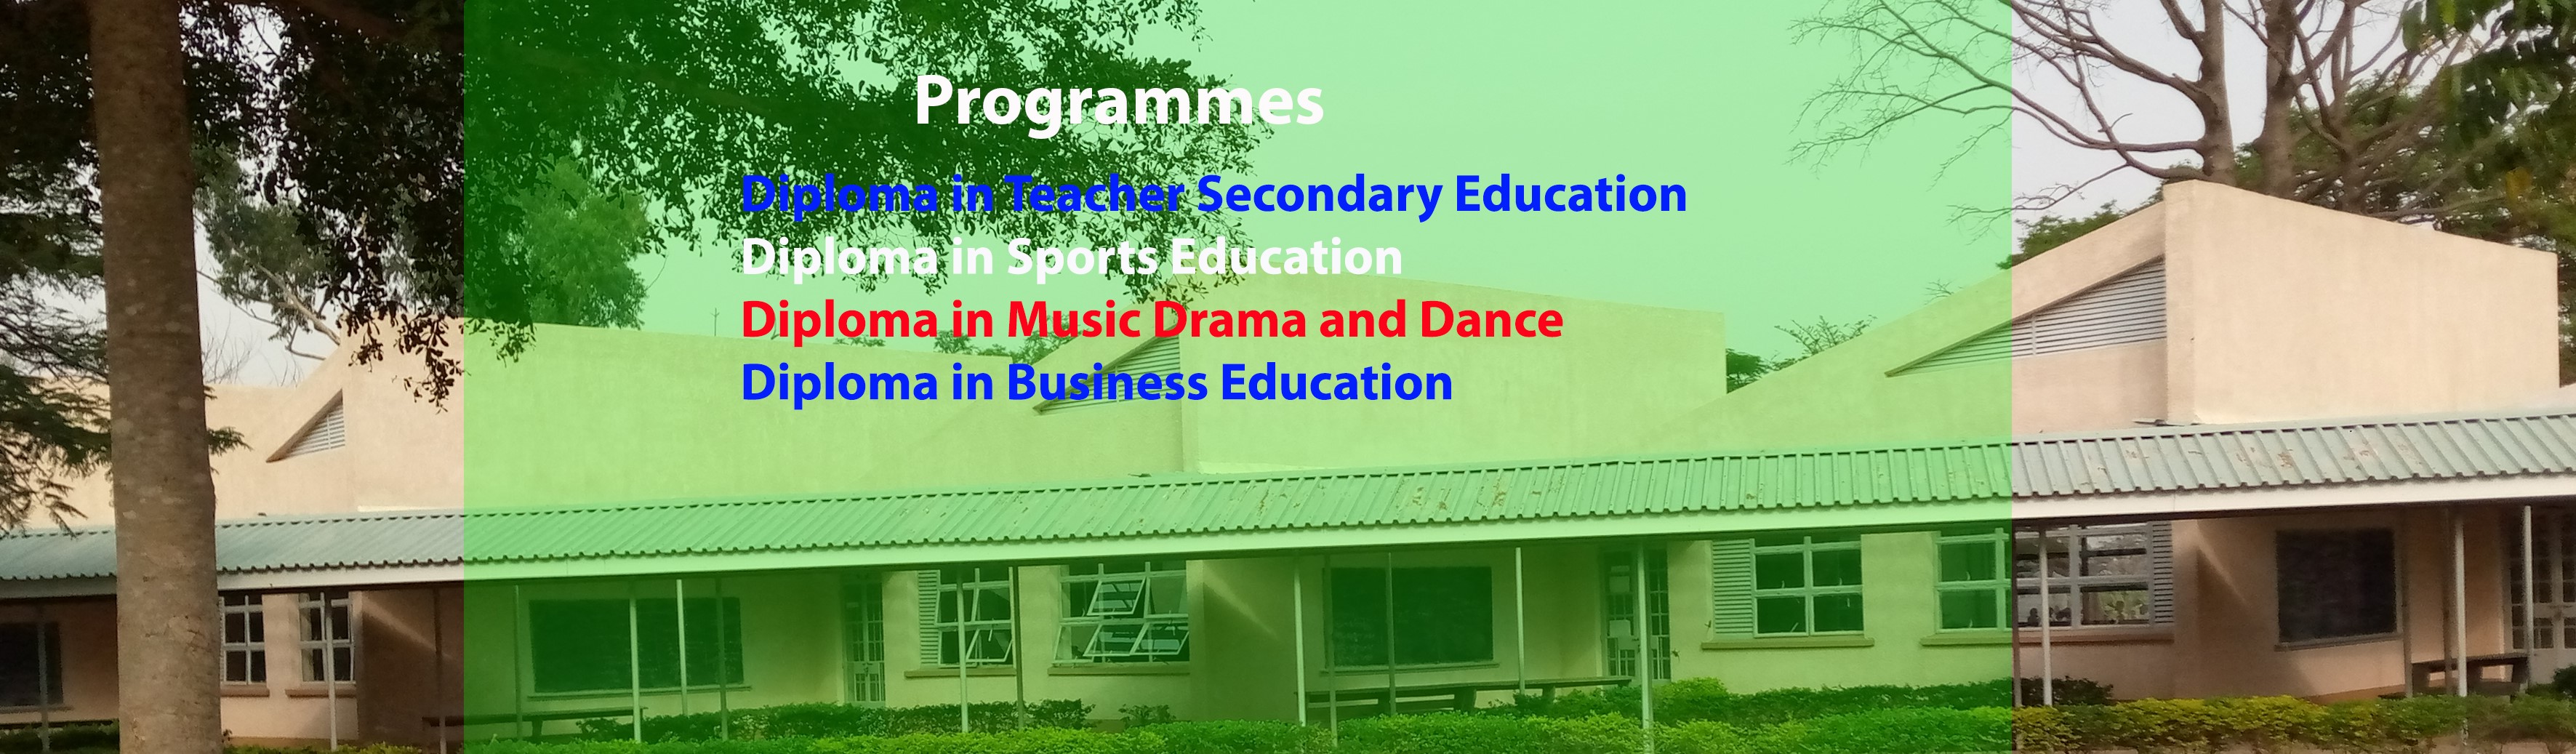 Programmes
Diploma in Teacher Secondary Education
Diploma in Sports Education
Diploma in Music Drama and Dance
Diploma in Business Education